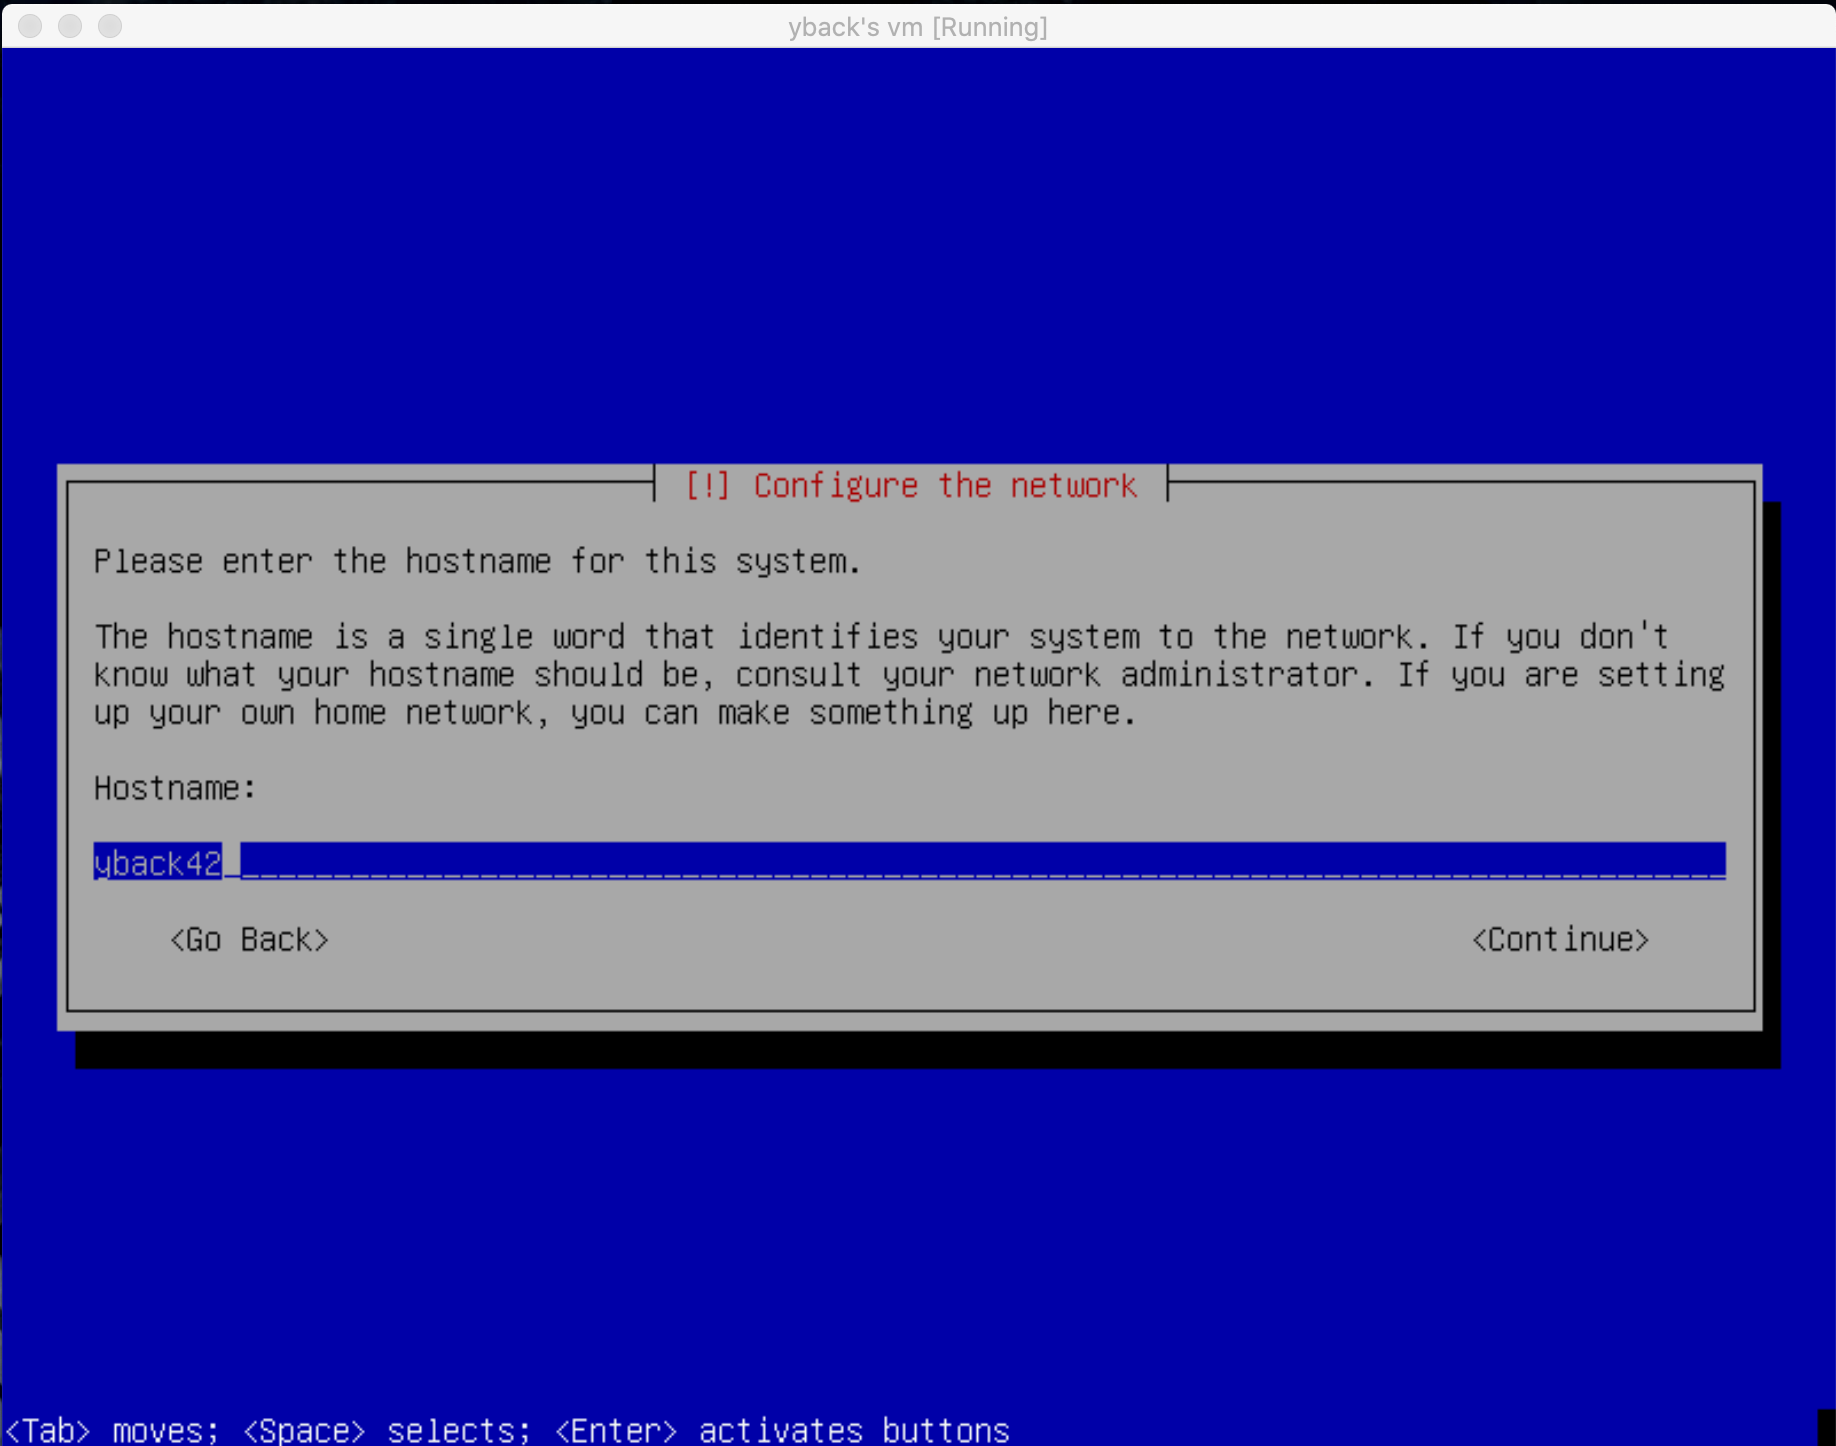 yback's vm [Running]
[!] Configure the network
Please enter the hostname for this system.
The hostname is a single word that identifies your system to the network. If you don't
know what your hostname should be, consult your network administrator. If you are setting
up your own home network, you can make something up here.
Hostname:
yback42
<Go Back> <Continue>
<Tab> moves; <Space> selects; <Enter> activates buttons